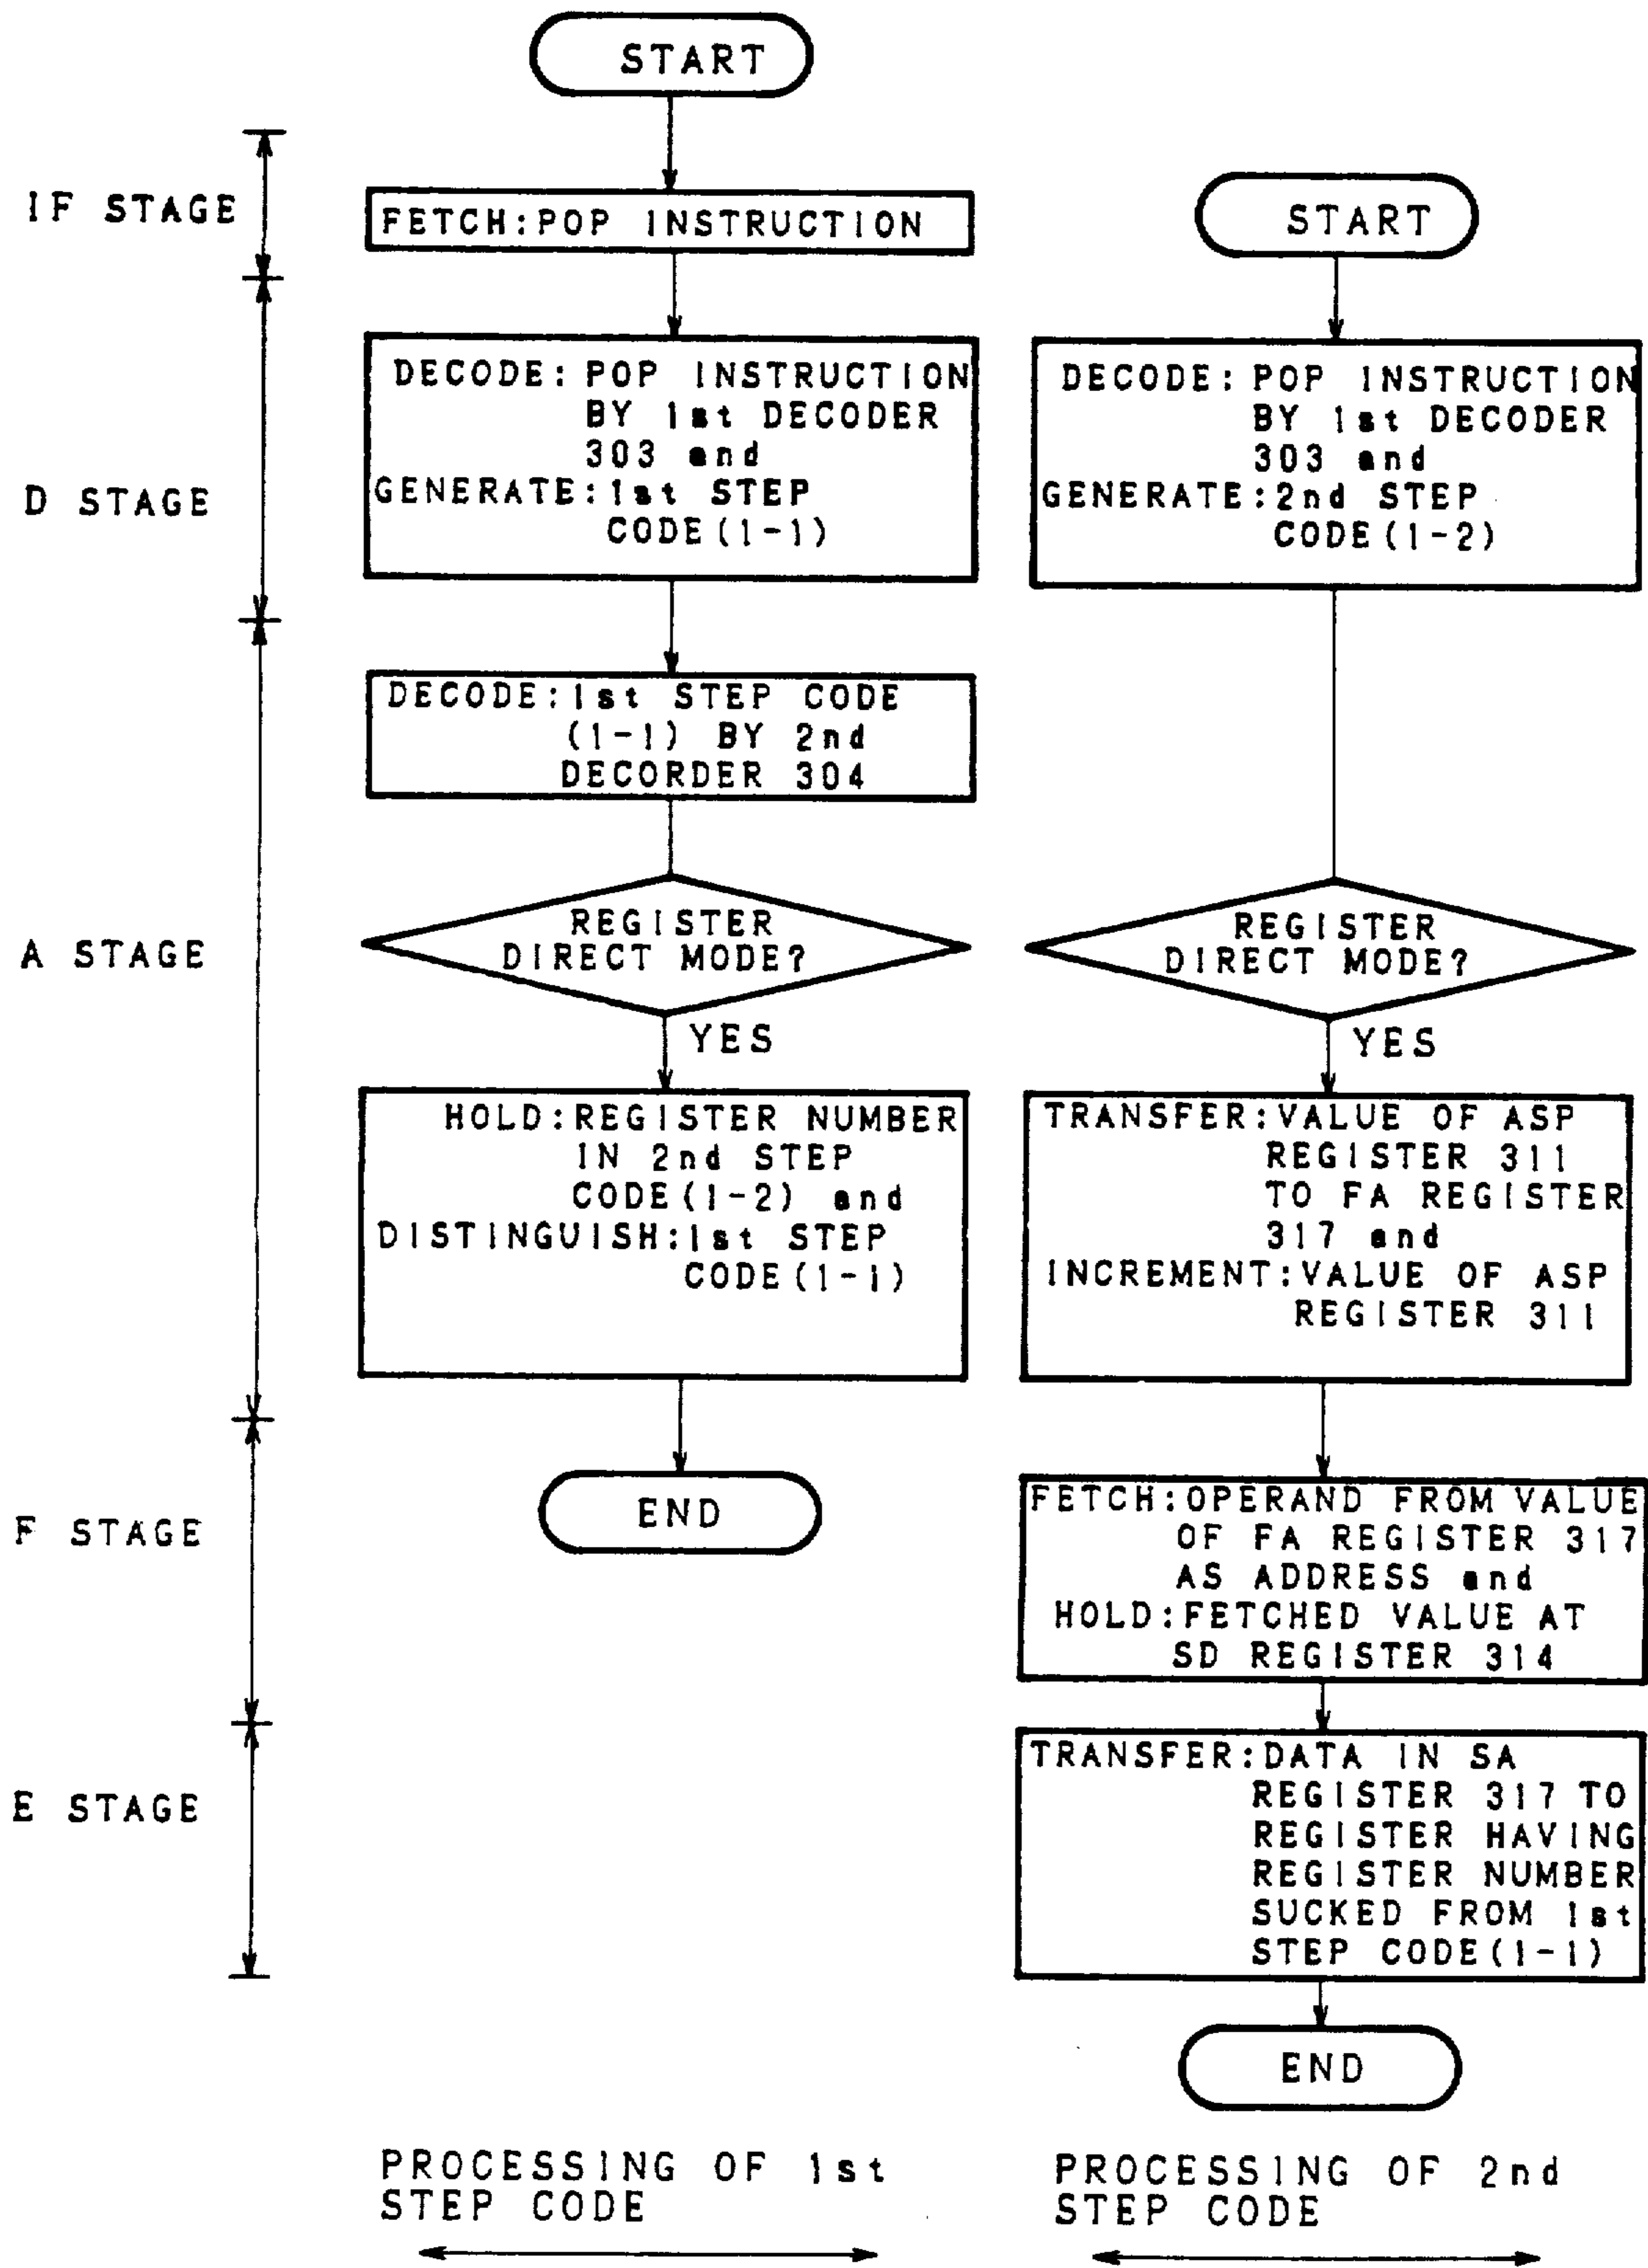 START
IF STAGE
FETCH:POP INSTRUCTION
START
D STAGE
DECODE:POP INSTRUCTION
BY 1st DECODER
303 and
GENERATE:1st STEP
CODE(1-1)
DECODE:POP INSTRUCTION
BY 1st DECODER
303 and
GENERATE:2nd STEP
CODE(1-2)
A STAGE
DECODE:1st STEP CODE
(1-1) BY 2nd
DECORDER 304
REGISTER
DIRECT MODE?
YES
HOLD:REGISTER NUMBER
IN 2nd STEP
CODE(1-2) and
DISTINGUISH:1st STEP
CODE(1-1)
END
REGISTER
DIRECT MODE?
YES
TRANSFER:VALUE OF ASP
REGISTER 311
TO FA REGISTER
317 and
INCREMENT:VALUE OF ASP
REGISTER 311
F STAGE
FETCH:OPERAND FROM VALUE
OF FA REGISTER 317
AS ADDRESS and
HOLD:FETCHED VALUE AT
SD REGISTER 314
E STAGE
TRANSFER:DATA IN SA
REGISTER 317 TO
REGISTER HAVING
REGISTER NUMBER
SUCKED FROM 1st
STEP CODE(1-1)
END
PROCESSING OF 1st
STEP CODE
PROCESSING OF 2nd
STEP CODE